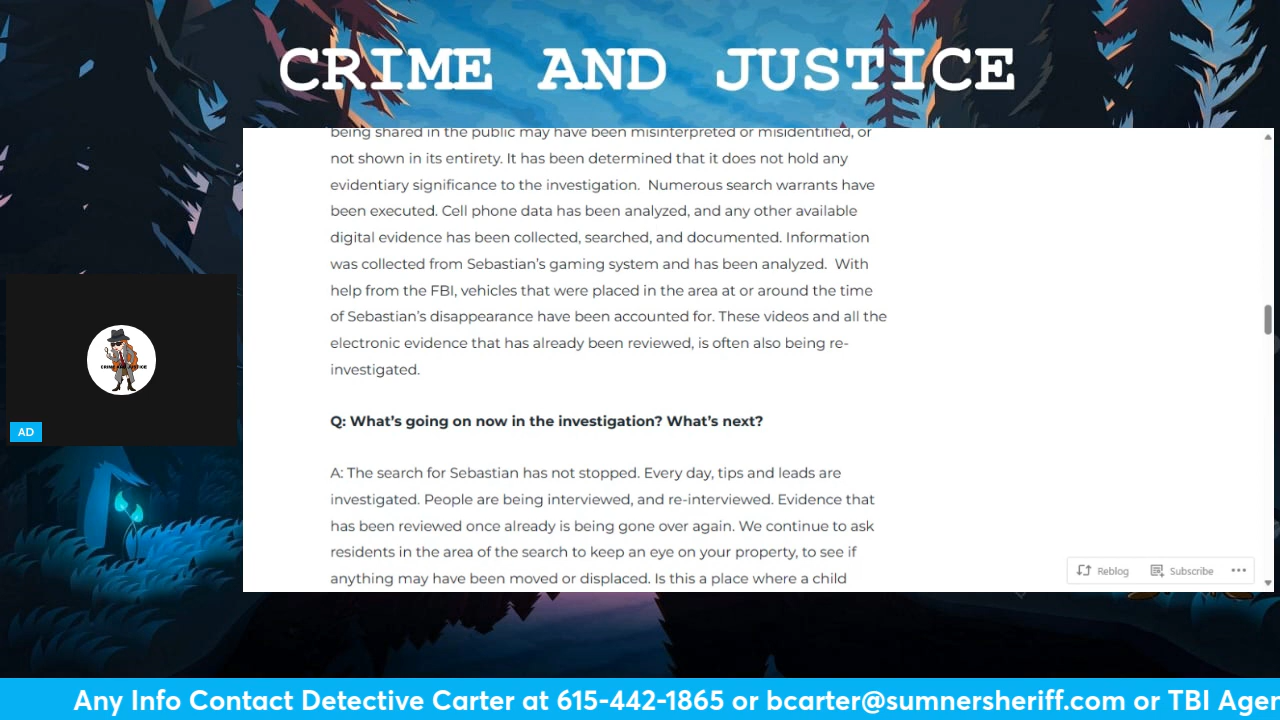 CRIME AND JUSTICE
being shared in the public may have been misinterpreted or misidentified, or
not shown in its entirety. It has been determined that it does not hold any
evidentiary significance to the investigation.  Numerous search warrants have
been executed. Cell phone data has been analyzed, and any other available
digital evidence has been collected, searched, and documented. Information
was collected from Sebastian’s gaming system and has been analyzed.  With
help from the FBI, vehicles that were placed in the area at or around the time
of Sebastian’s disappearance have been accounted for. These videos and all the
electronic evidence that has already been reviewed, is often also being re-
investigated.
Q: What’s going on now in the investigation? What’s next?
A: The search for Sebastian has not stopped. Every day, tips and leads are
investigated. People are being interviewed, and re-interviewed. Evidence that
has been reviewed once already is being gone over again. We continue to ask
residents in the area of the search to keep an eye on your property, to see if
anything may have been moved or displaced. Is this a place where a child
Reblog Subscribe
CRIME AND JUSTICE
AD
Any Info Contact Detective Carter at 615-442-1865 or bcarter@sumnersheriff.com or TBI Ager